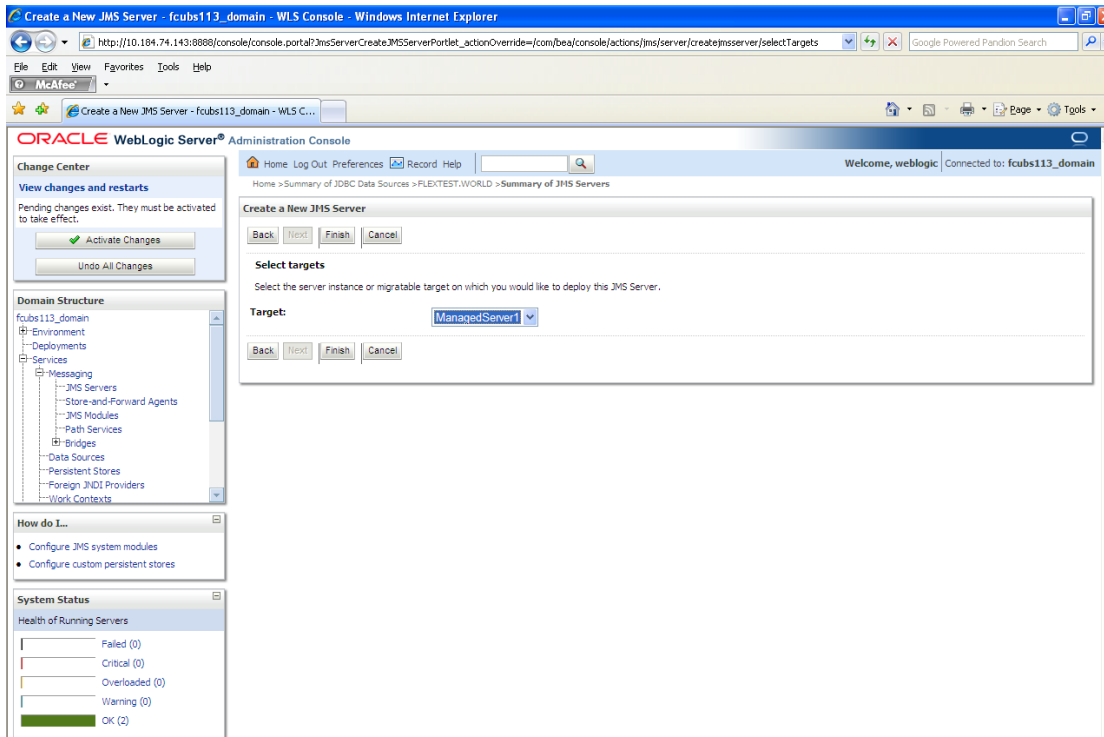 Create a New JMS Server - fcubs113_domain - WLS Console - Windows Internet Explorer
http://10.184.74.143:8888/console/console.portal?JmsServerCreateJMSServerPortlet_actionOverride=/com/bea/console/actions/jms/server/createjmsserver/selectTargets
Google Powered Pandion Search
File Edit View Favorites Tools Help
McAfee
Create a New JMS Server - fcubs113_domain - WLS C...
Page Tools
ORACLE WebLogic Server® Administration Console
Change Center
View changes and restarts
Pending changes exist. They must be activated
to take effect.
Activate Changes
Undo All Changes
Domain Structure
fcubs113_domain
Environment
Deployments
Services
Messaging
JMS Servers
Store-and-Forward Agents
JMS Modules
Path Services
Bridges
Data Sources
Persistent Stores
Foreign JNDI Providers
Work Contexts
How do I...
Configure JMS system modules
Configure custom persistent stores
System Status
Health of Running Servers
Failed (0)
Critical (0)
Overloaded (0)
Warning (0)
OK (2)
Home Log Out Preferences Record Help
Welcome, weblogic Connected to: fcubs113_domain
Home >Summary of JDBC Data Sources >FLEXTEST.WORLD >Summary of JMS Servers
Create a New JMS Server
Back Next Finish Cancel
Select targets
Select the server instance or migratable target on which you would like to deploy this JMS Server.
Target: ManagedServer1
Back Next Finish Cancel